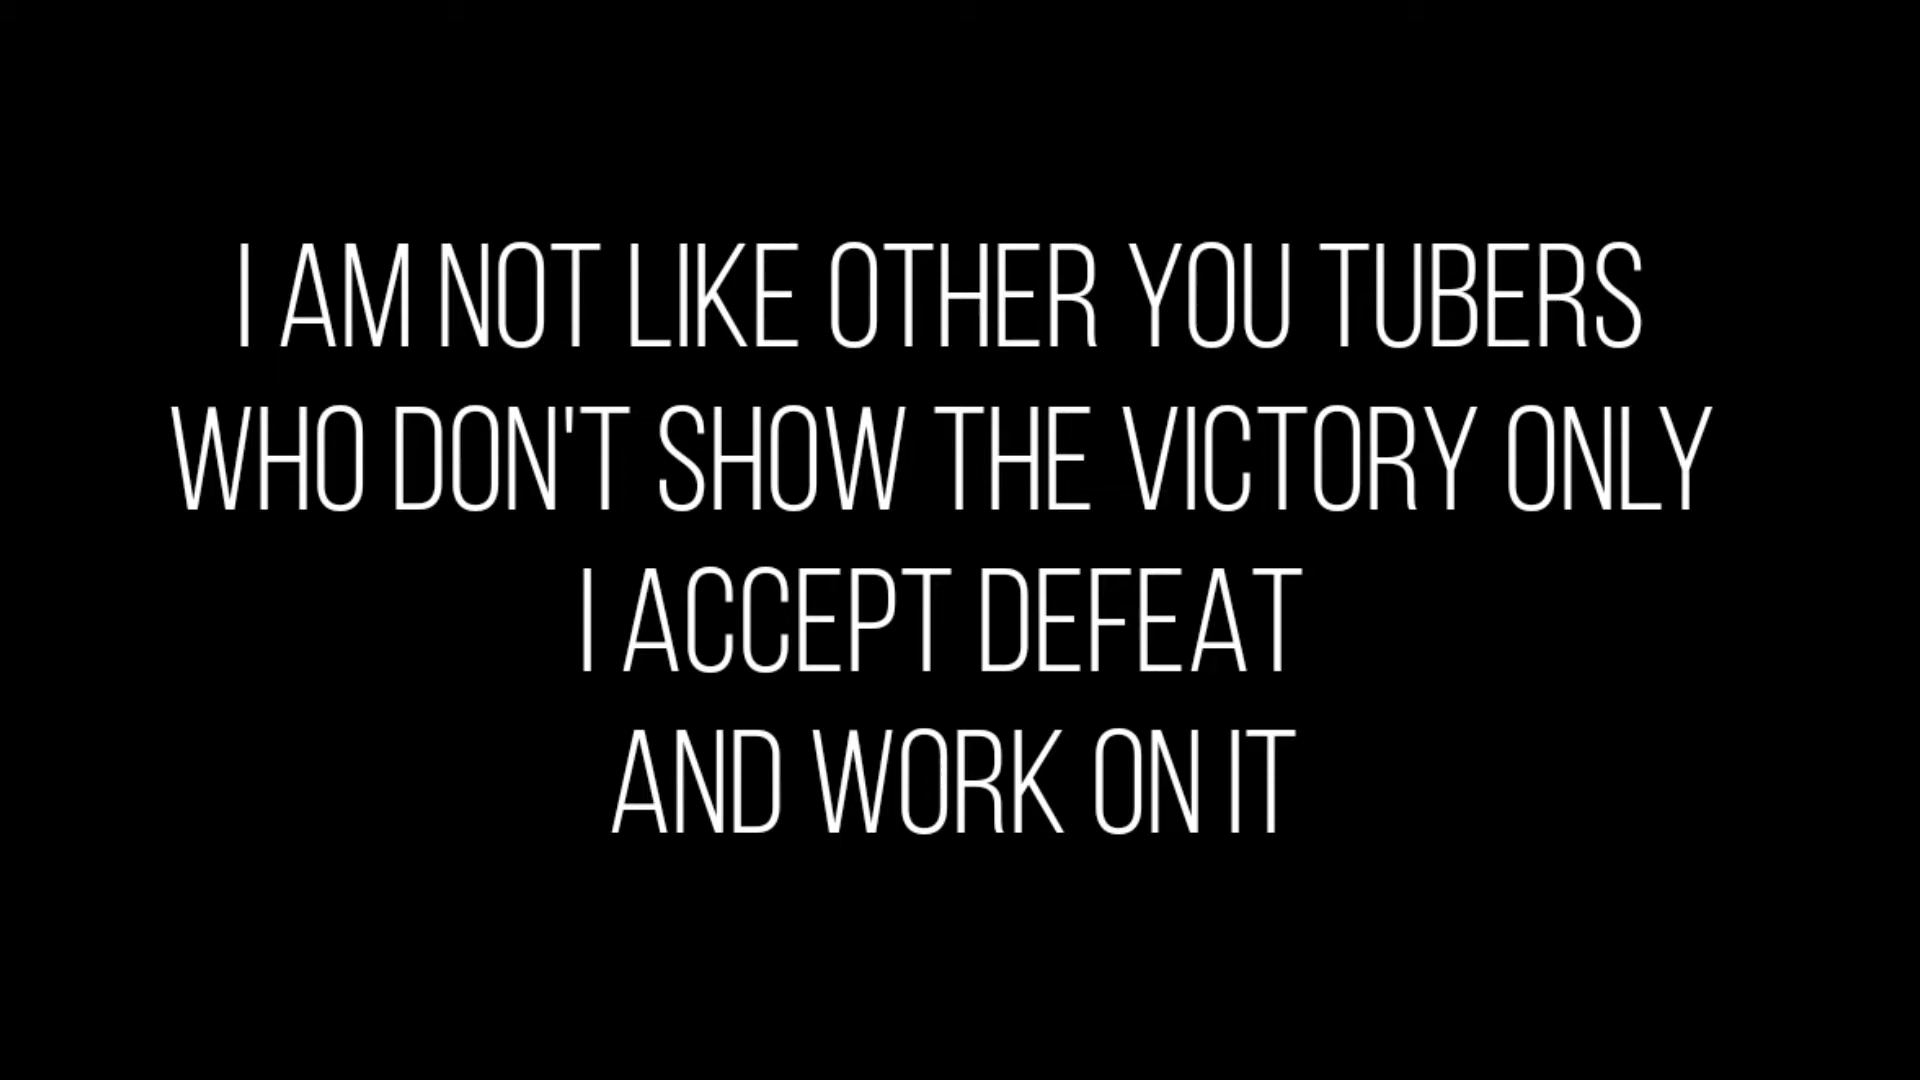 I AM NOT LIKE OTHER YOU TUBERS
WHO DON'T SHOW THE VICTORY ONLY
I ACCEPT DEFEAT
AND WORK ON IT